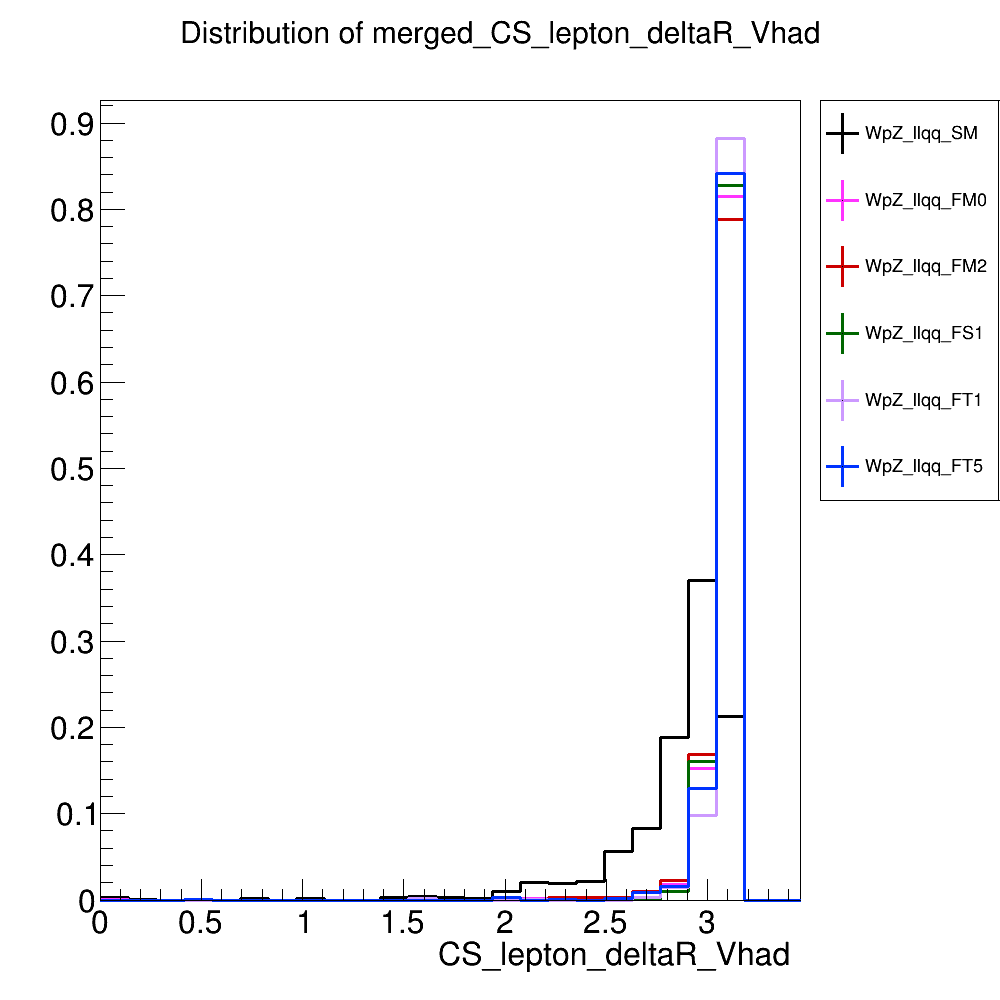 Distribution of merged_CS_lepton_deltaR_Vhad
0.9
0.8
0.7
0.6
0.5
0.4
0.3
0.2
0.1
0
0 0.5 1 1.5 2 2.5 3
CS_lepton_deltaR_Vhad
WpZ_llqq_SM
WpZ_llqq_FM0
WpZ_llqq_FM2
WpZ_llqq_FS1
WpZ_llqq_FT1
WpZ_llqq_FT5